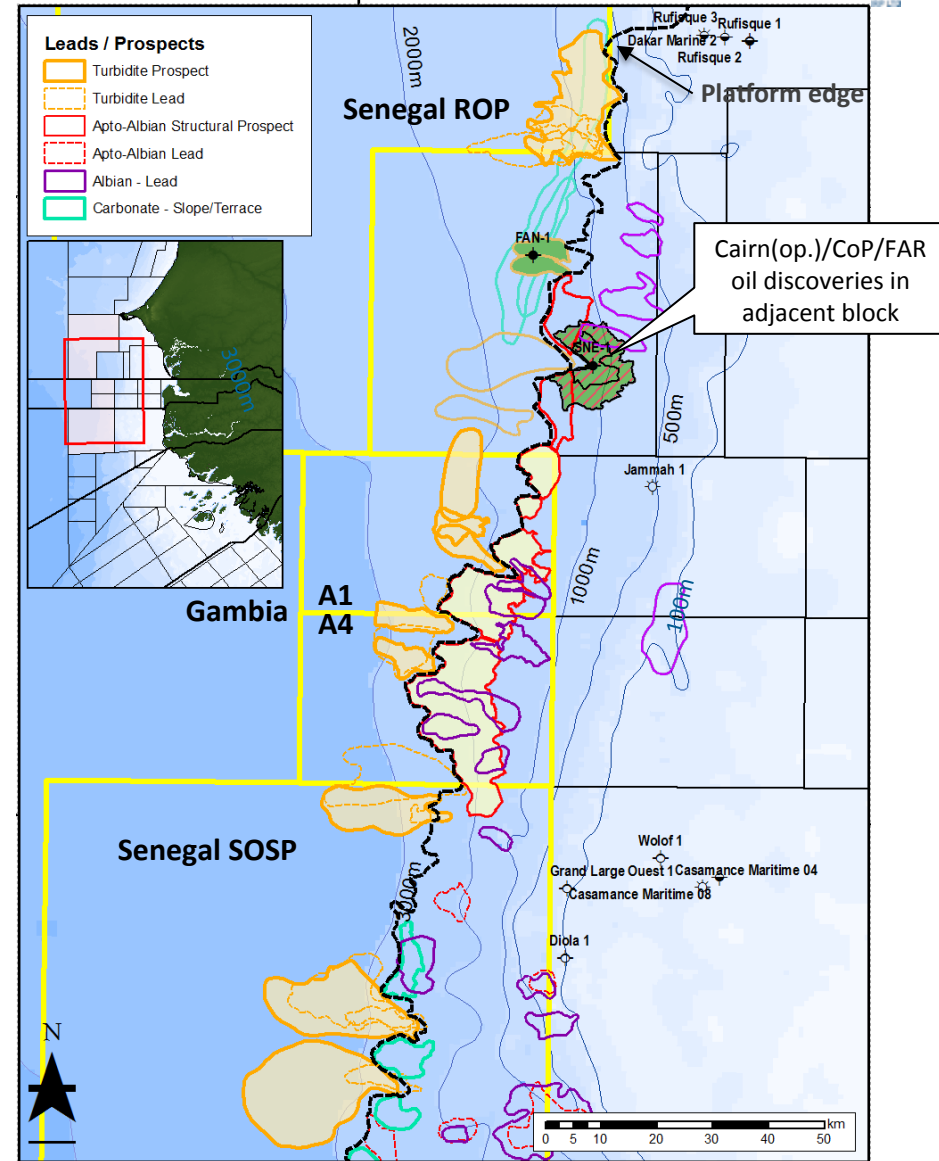 Leads / Prospects
Turbidite Prospect
Turbidite Lead
Apto-Albian Structural Prospect
Apto-Albian Lead
Albian - Lead
Carbonate - Slope/Terrace
3000m
2000m
Senegal ROP
Rufisque 3
Rufisque 1
Dakar Marine 2
Rufisque 2
Platform edge
FAN-1
Cairn(op.)/CoP/FAR
oil discoveries in
adjacent block
SNE-1
500m
Jammah 1
1000m
100m
Gambia
A1
A4
Senegal SOSP
3000m
Wolof 1
Grand Large Ouest 1
Casamance Maritime 04
Casamance Maritime 08
Diola 1
N
km
0 5 10 20 30 40 50